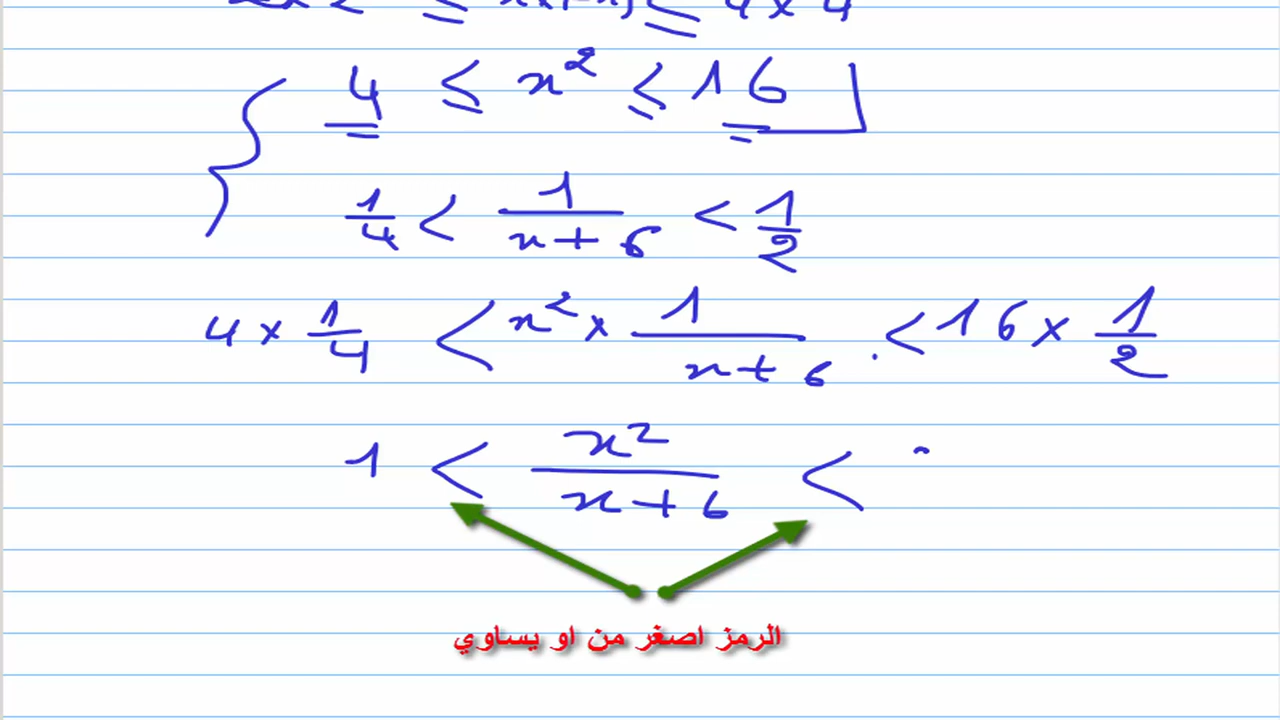 4 ≤ x² ≤ 16
1/4 < 1/(x+6) < 1/2
4 × 1/4 < x² × 1/(x+6) < 16 × 1/2
1 < x²/(x+6) <
الرمز اصغر من او يساوي